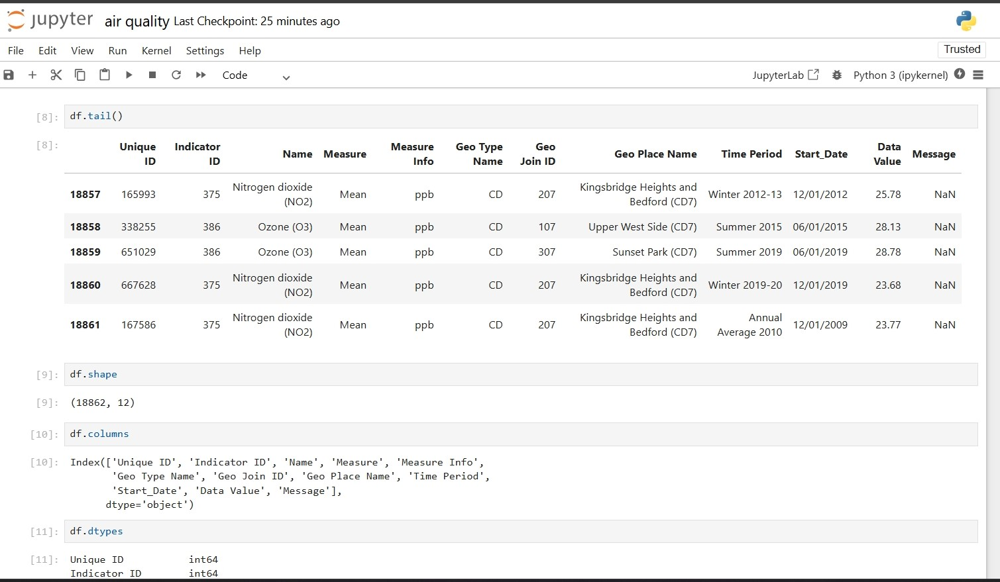 jupyter air quality Last Checkpoint: 25 minutes ago
File Edit View Run Kernel Settings Help Trusted
Code JupyterLab Python 3 (ipykernel)
[8]: df.tail()
[8]: Unique ID Indicator ID Name Measure Measure Info Geo Type Name Geo Join ID Geo Place Name Time Period Start_Date Data Value Message
18857 165993 375 Nitrogen dioxide (NO2) Mean ppb CD 207 Kingsbridge Heights and Bedford (CD7) Winter 2012-13 12/01/2012 25.78 NaN
18858 338255 386 Ozone (O3) Mean ppb CD 107 Upper West Side (CD7) Summer 2015 06/01/2015 28.13 NaN
18859 651029 386 Ozone (O3) Mean ppb CD 307 Sunset Park (CD7) Summer 2019 06/01/2019 28.78 NaN
18860 667628 375 Nitrogen dioxide (NO2) Mean ppb CD 207 Kingsbridge Heights and Bedford (CD7) Winter 2019-20 12/01/2019 23.68 NaN
18861 167586 375 Nitrogen dioxide (NO2) Mean ppb CD 207 Kingsbridge Heights and Bedford (CD7) Annual Average 2010 12/01/2009 23.77 NaN
[9]: df.shape
[9]: (18862, 12)
[10]: df.columns
[10]: Index(['Unique ID', 'Indicator ID', 'Name', 'Measure', 'Measure Info',
'Geo Type Name', 'Geo Join ID', 'Geo Place Name', 'Time Period',
'Start_Date', 'Data Value', 'Message'],
dtype='object')
[11]: df.dtypes
[11]: Unique ID int64
Indicator ID int64